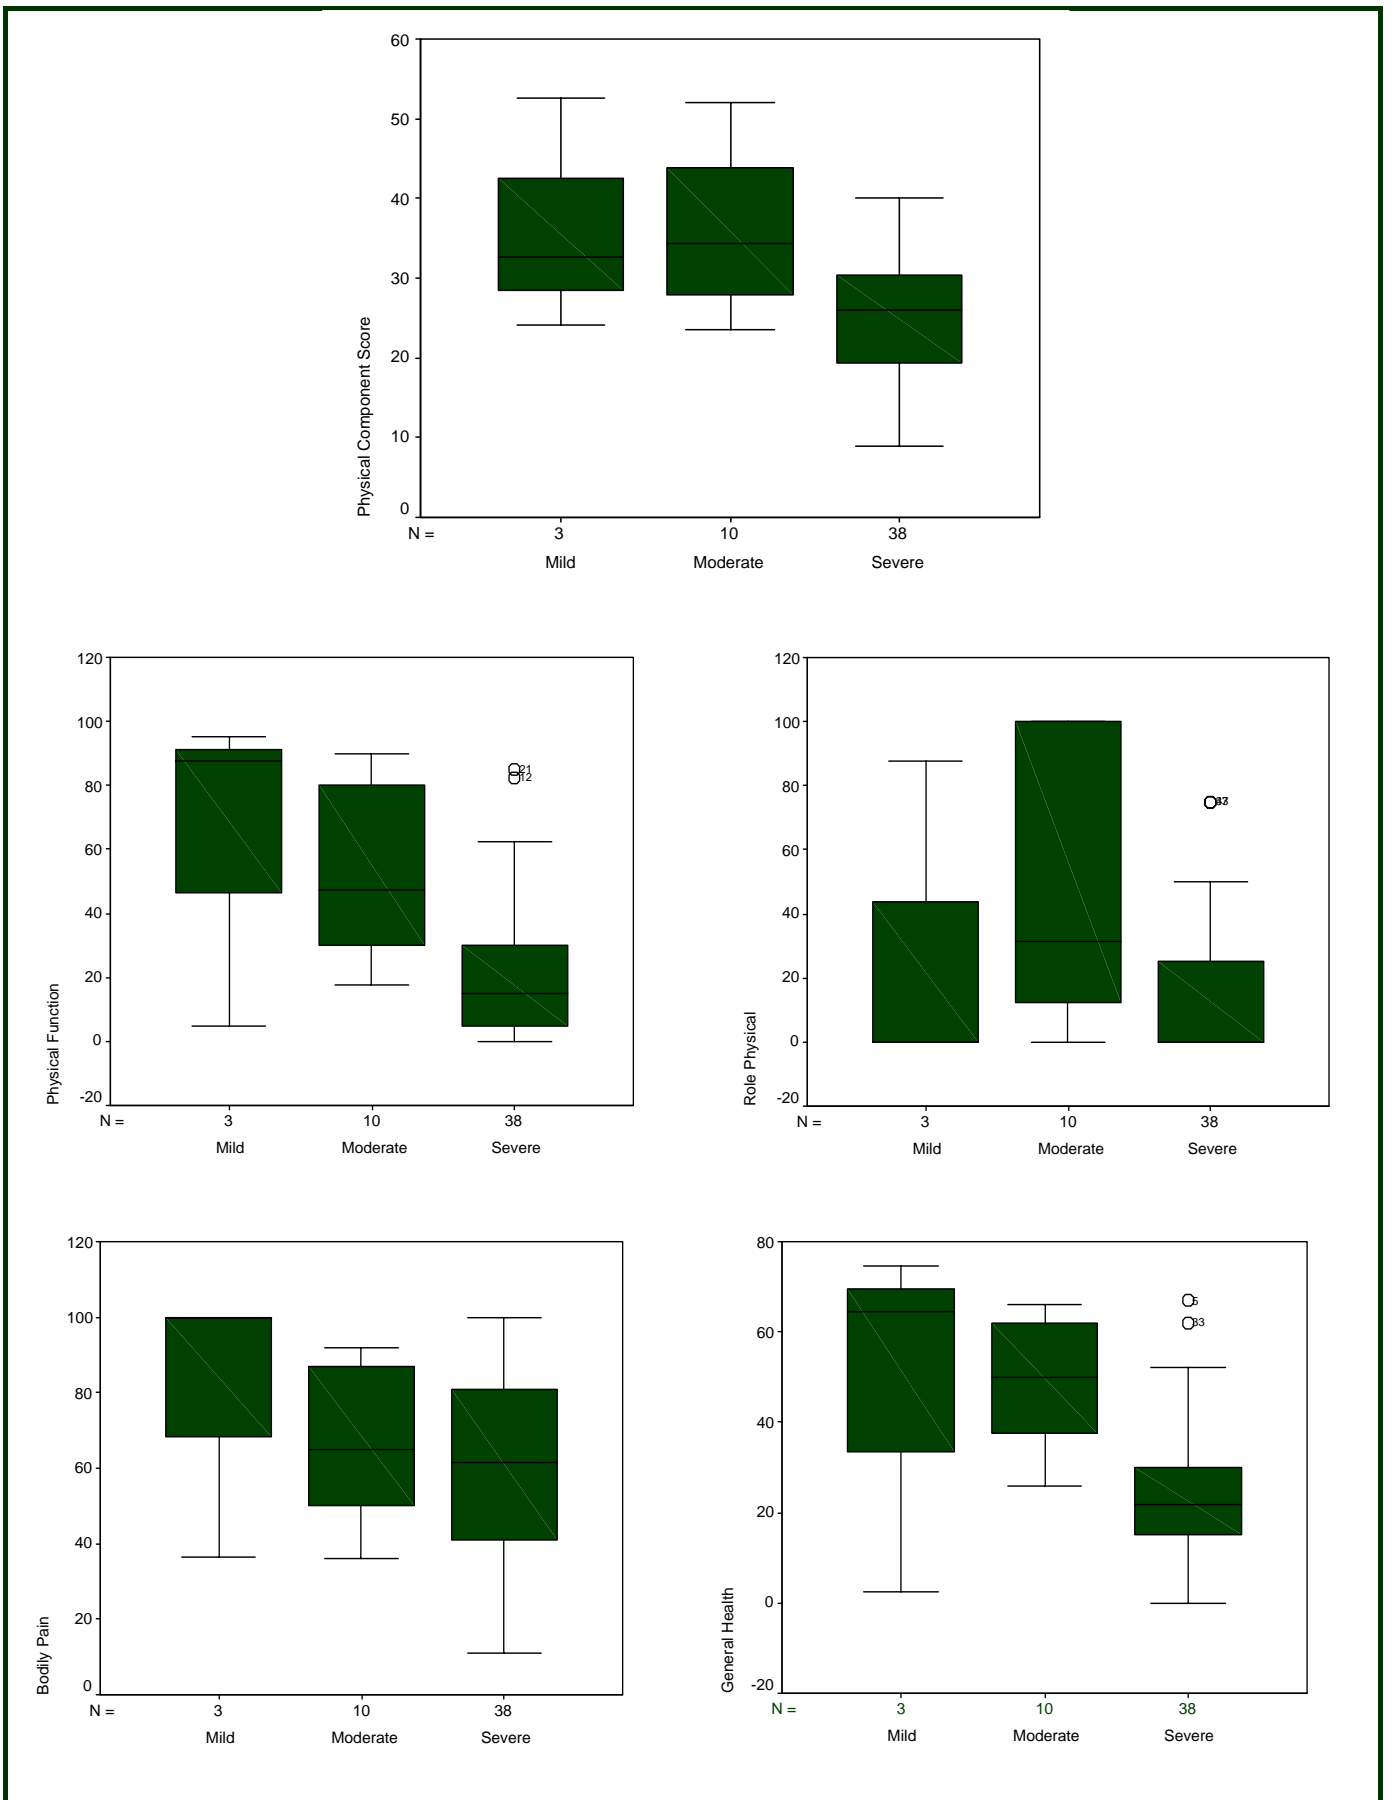 60
50
40
30
20
10
0
Physical Component Score
N = 3 10 38
Mild Moderate Severe
120
100
80
60
40
20
0
-20
Physical Function
21
12
N = 3 10 38
Mild Moderate Severe
120
100
80
60
40
20
0
-20
Role Physical
N = 3 10 38
Mild Moderate Severe
120
100
80
60
40
20
0
Bodily Pain
N = 3 10 38
Mild Moderate Severe
80
60
40
20
0
-20
General Health
5
33
N = 3 10 38
Mild Moderate Severe